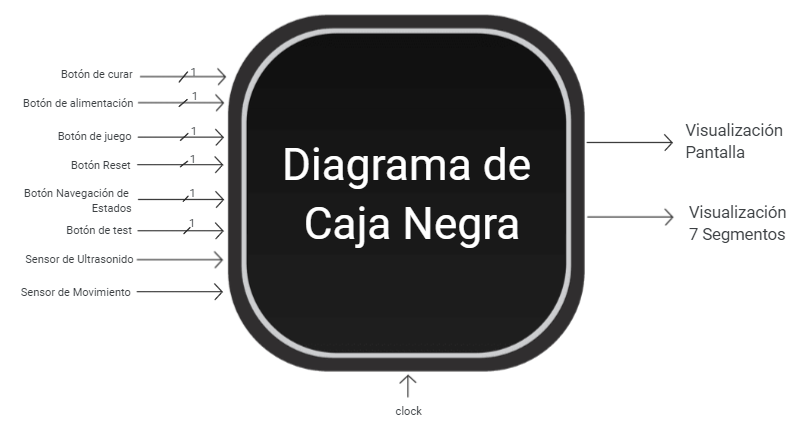 Botón de curar
1
Botón de alimentación
1
Botón de juego
1
Botón Reset
1
Botón Navegación de
Estados
1
Botón de test
1
Sensor de Ultrasonido
Sensor de Movimiento
Diagrama de
Caja Negra
Visualización
Pantalla
Visualización
7 Segmentos
clock